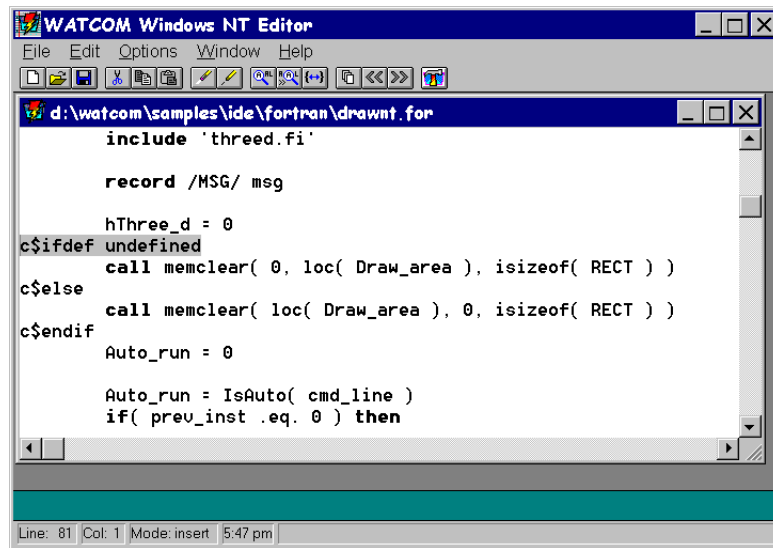 WATCOM Windows NT Editor
File Edit Options Window Help
d:\watcom\samples\ide\fortran\drawnt.for
include 'threed.fi'
record /MSG/ msg
hThree_d = 0
c$ifdef undefined
call memclear( 0, loc( Draw_area ), isizeof( RECT ) )
c$else
call memclear( loc( Draw_area ), 0, isizeof( RECT ) )
c$endif
Auto_run = 0
Auto_run = IsAuto( cmd_line )
if( prev_inst .eq. 0 ) then
Line: 81 Col: 1 Mode: insert 5:47 pm